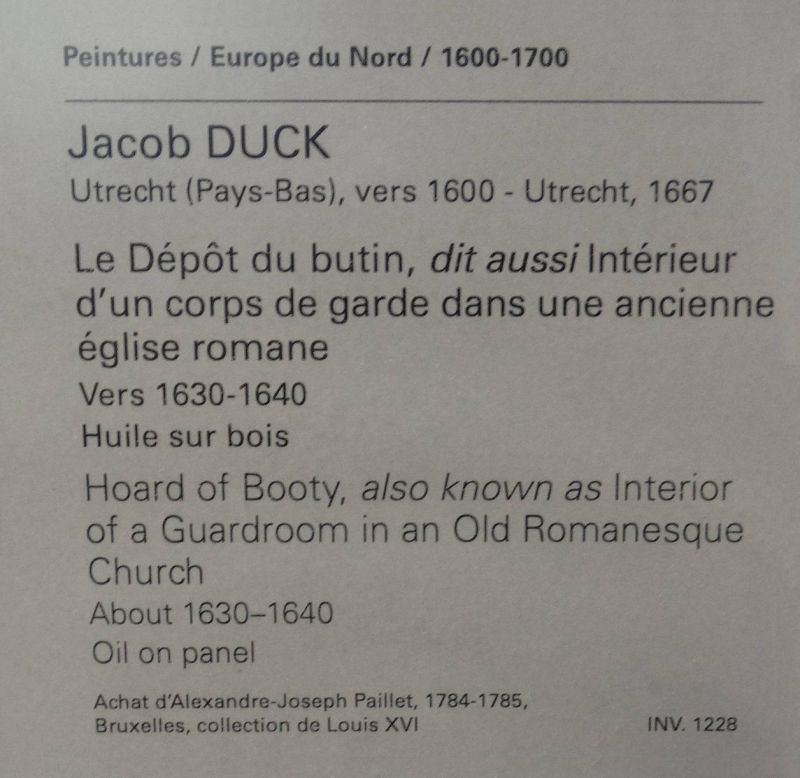 Peintures / Europe du Nord / 1600-1700
Jacob DUCK
Utrecht (Pays-Bas), vers 1600 - Utrecht, 1667
Le Dépôt du butin, dit aussi Intérieur
d'un corps de garde dans une ancienne
église romane
Vers 1630-1640
Huile sur bois
Hoard of Booty, also known as Interior
of a Guardroom in an Old Romanesque
Church
About 1630–1640
Oil on panel
Achat d'Alexandre-Joseph Paillet, 1784-1785,
Bruxelles, collection de Louis XVI INV. 1228